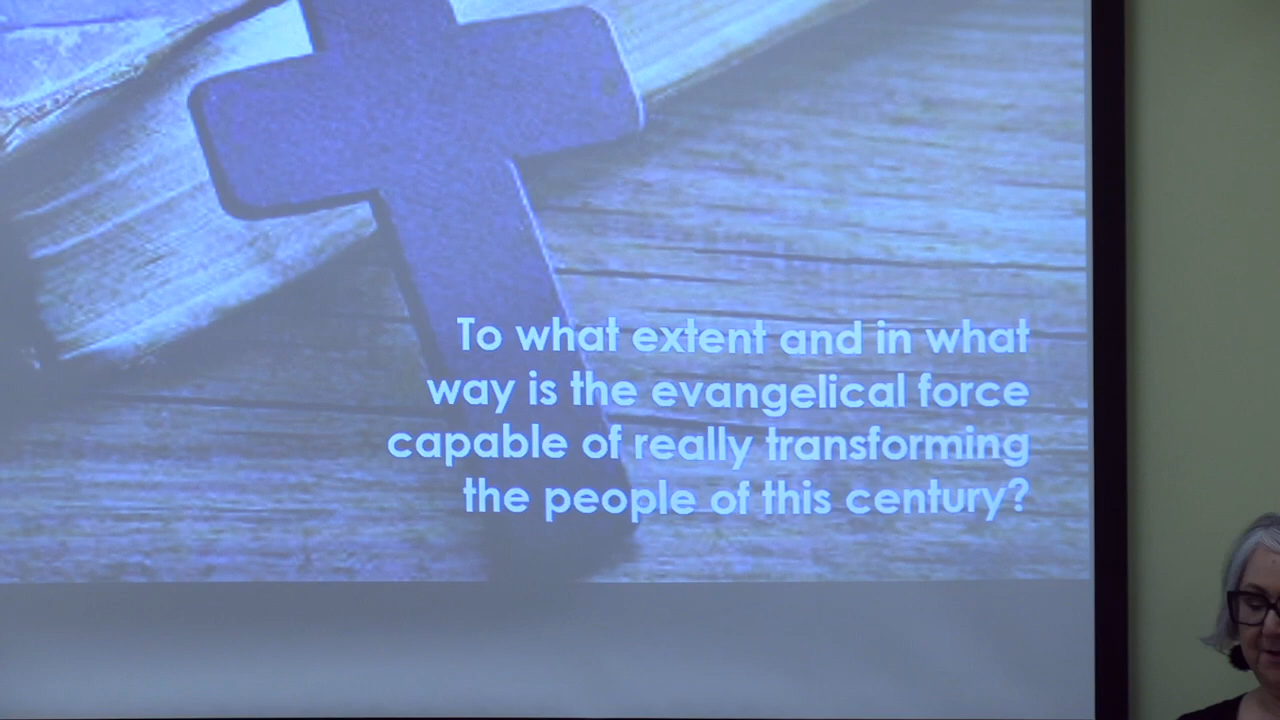 To what extent and in what
way is the evangelical force
capable of really transforming
the people of this century?